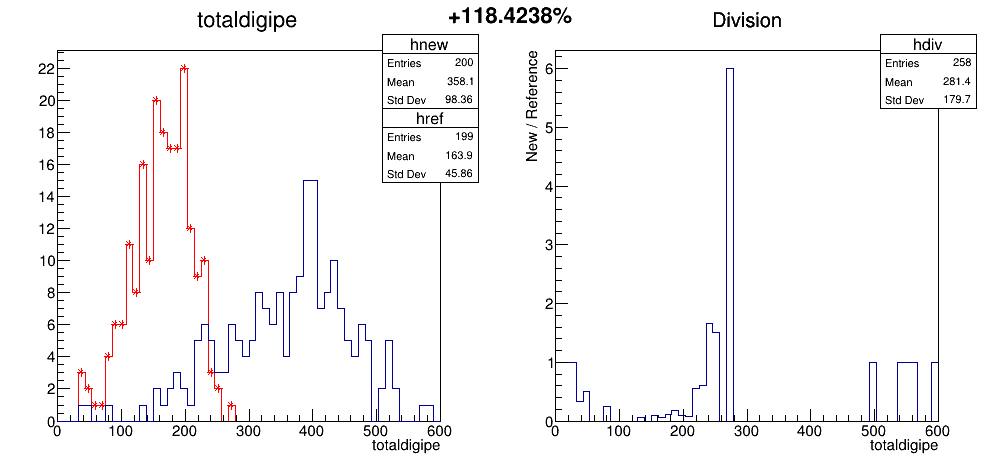 +118.4238%
totaldigipe
hnew
Entries 200
Mean 358.1
Std Dev 98.36
href
Entries 199
Mean 163.9
Std Dev 45.86
22
20
18
16
14
12
10
8
6
4
2
0
0 100 200 300 400 500 600
totaldigipe
Division
hdiv
Entries 258
Mean 281.4
Std Dev 179.7
New / Reference
6
5
4
3
2
1
0
0 100 200 300 400 500 600
totaldigipe